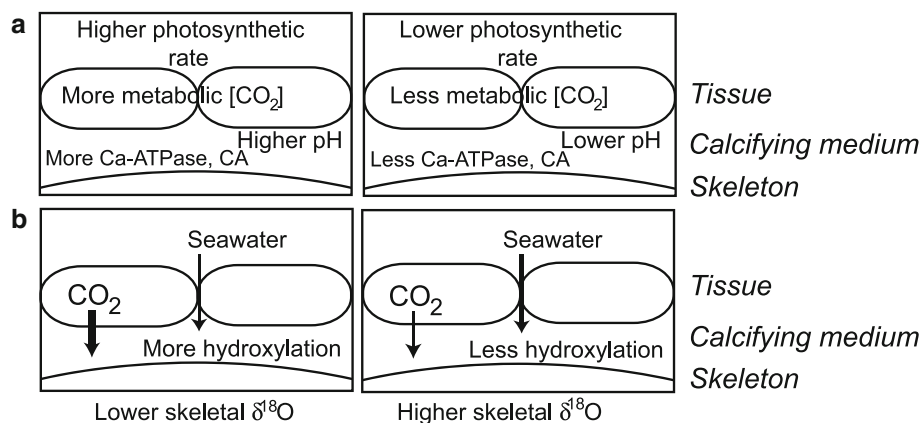 a
Higher photosynthetic
rate
More metabolic [CO₂]
Higher pH
More Ca-ATPase, CA
Lower photosynthetic
rate
Less metabolic [CO₂]
Lower pH
Less Ca-ATPase, CA
Tissue
Calcifying medium
Skeleton
b
Seawater
CO₂
More hydroxylation
Lower skeletal δ¹⁸O
Seawater
CO₂
Less hydroxylation
Higher skeletal δ¹⁸O
Tissue
Calcifying medium
Skeleton